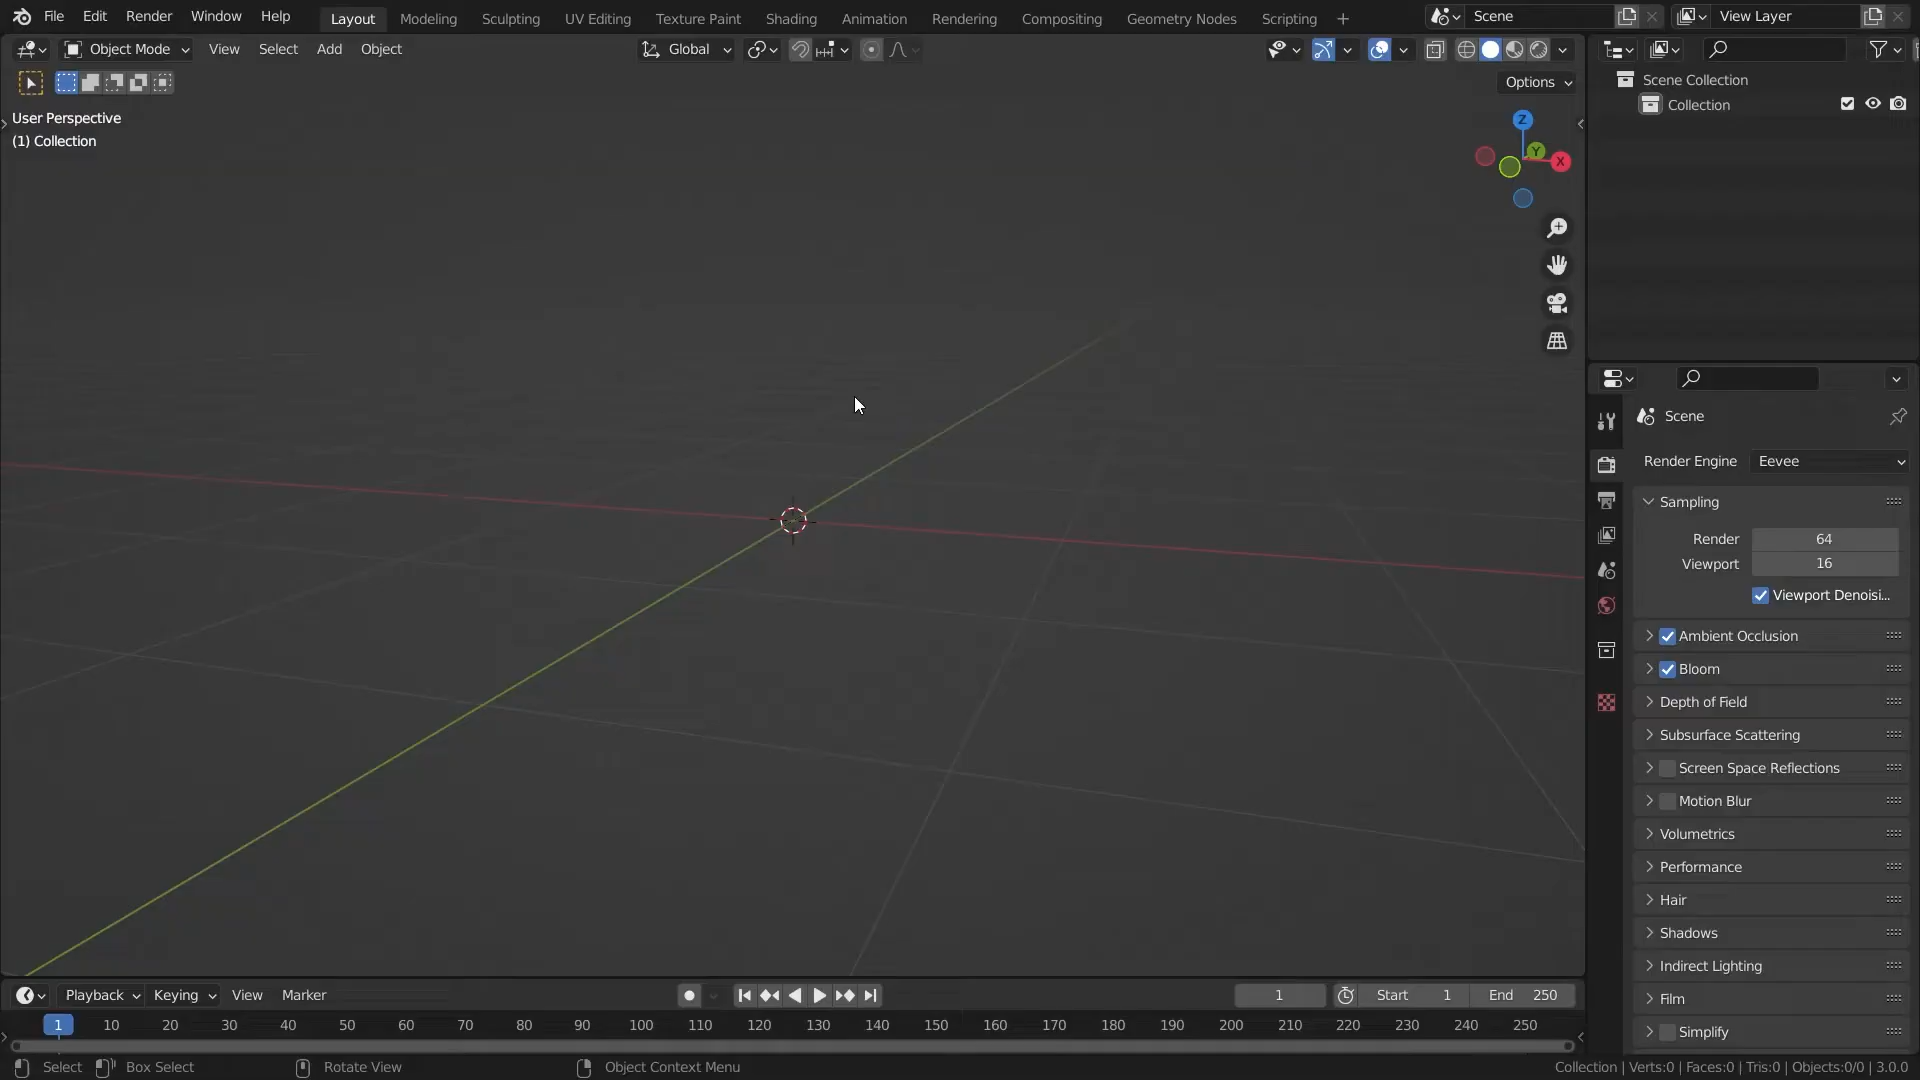 File Edit Render Window Help Layout Modeling Sculpting UV Editing Texture Paint Shading Animation Rendering Compositing Geometry Nodes Scripting + Scene View Layer
Object Mode View Select Add Object Global
Options
User Perspective
(1) Collection
Z
Y
X
Scene Collection
Collection
Scene
Render Engine Eevee
Sampling
Render 64
Viewport 16
Viewport Denoisi...
Ambient Occlusion
Bloom
Depth of Field
Subsurface Scattering
Screen Space Reflections
Motion Blur
Volumetrics
Performance
Hair
Shadows
Indirect Lighting
Film
Simplify
Playback Keying View Marker 1 Start 1 End 250
1 10 20 30 40 50 60 70 80 90 100 110 120 130 140 150 160 170 180 190 200 210 220 230 240 250
Select Box Select Rotate View Object Context Menu Collection | Verts:0 | Faces:0 | Tris:0 | Objects:0/0 | 3.0.0